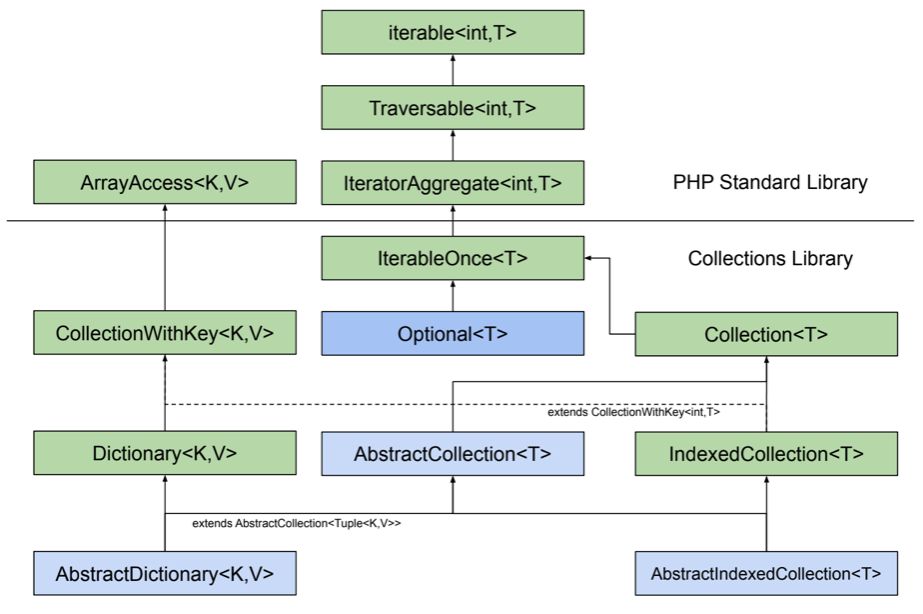 iterable<int,T>
Traversable<int,T>
ArrayAccess<K,V>
IteratorAggregate<int,T>
PHP Standard Library
IterableOnce<T>
Collections Library
CollectionWithKey<K,V>
Optional<T>
Collection<T>
extends CollectionWithKey<int,T>
Dictionary<K,V>
AbstractCollection<T>
IndexedCollection<T>
extends AbstractCollection<Tuple<K,V>>
AbstractDictionary<K,V>
AbstractIndexedCollection<T>